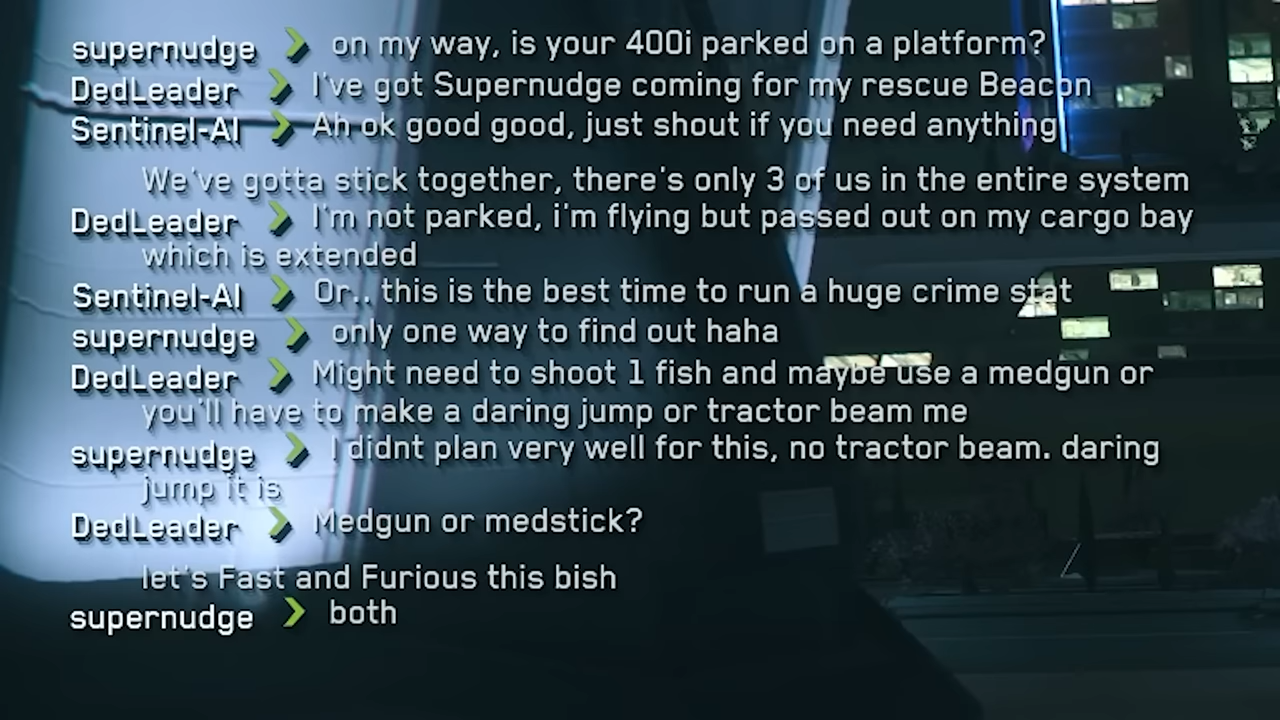 supernudge > on my way, is your 400i parked on a platform?
DedLeader > I've got Supernudge coming for my rescue Beacon
Sentinel-AI > Ah ok good good, just shout if you need anything
We've gotta stick together, there's only 3 of us in the entire system
DedLeader > I'm not parked, i'm flying but passed out on my cargo bay
which is extended
Sentinel-AI > Or.. this is the best time to run a huge crime stat
supernudge > only one way to find out haha
DedLeader > Might need to shoot 1 fish and maybe use a medgun or
you'll have to make a daring jump or tractor beam me
supernudge > I didnt plan very well for this, no tractor beam. daring
jump it is
DedLeader > Medgun or medstick?
let's Fast and Furious this bish
supernudge > both